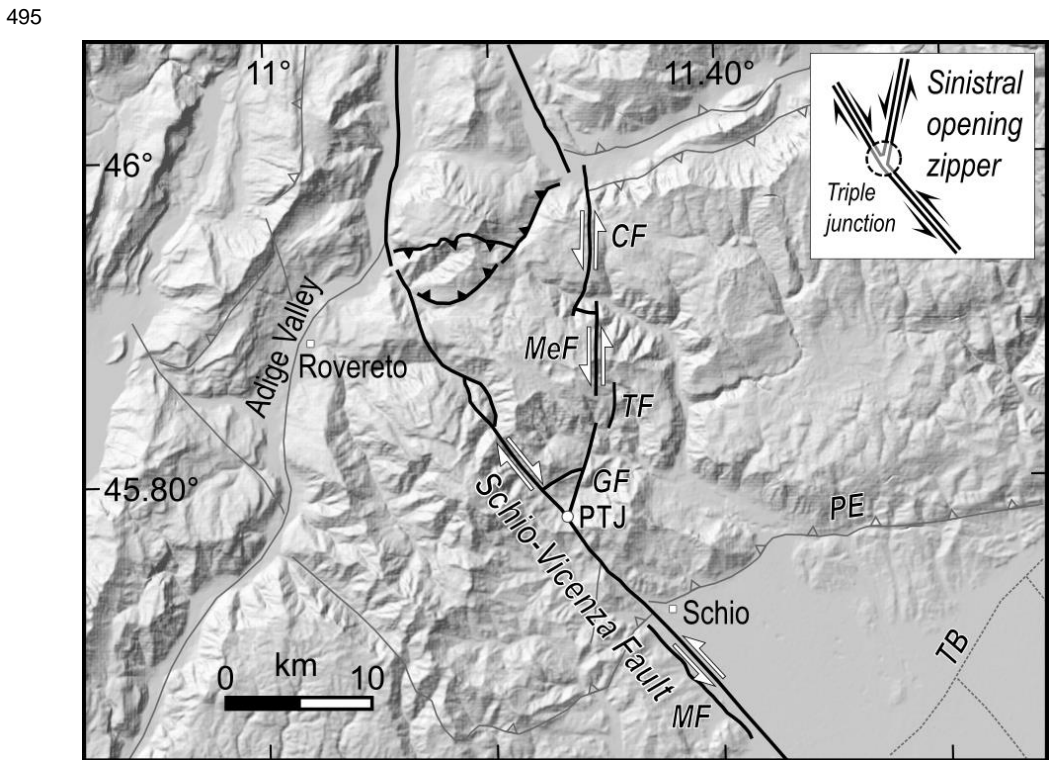 495
11°
11.40°
Sinistral
opening
zipper
Triple
junction
46°
CF
Adige Valley
MeF
Rovereto
TF
45.80°
GF
PTJ
PE
Schio-Vicenza Fault
Schio
km
0 10
TB
MF